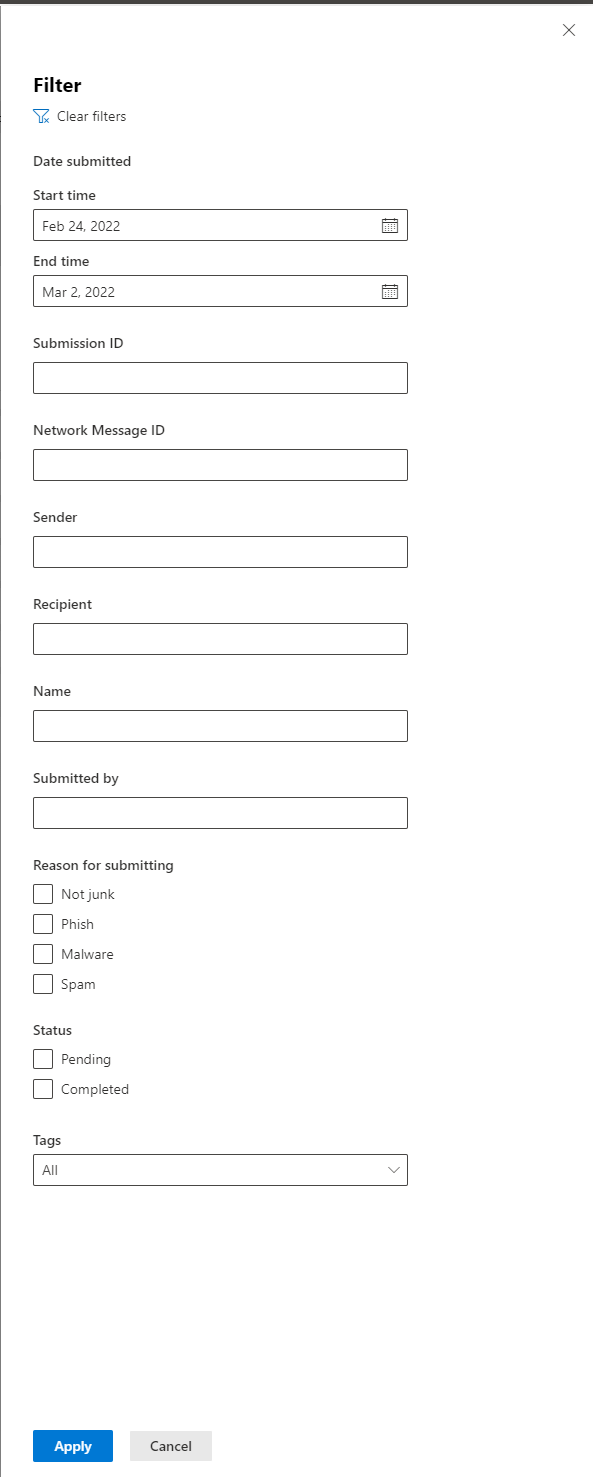 Filter
Clear filters
Date submitted
Start time
Feb 24, 2022
End time
Mar 2, 2022
Submission ID
Network Message ID
Sender
Recipient
Name
Submitted by
Reason for submitting
Not junk
Phish
Malware
Spam
Status
Pending
Completed
Tags
All
Apply Cancel